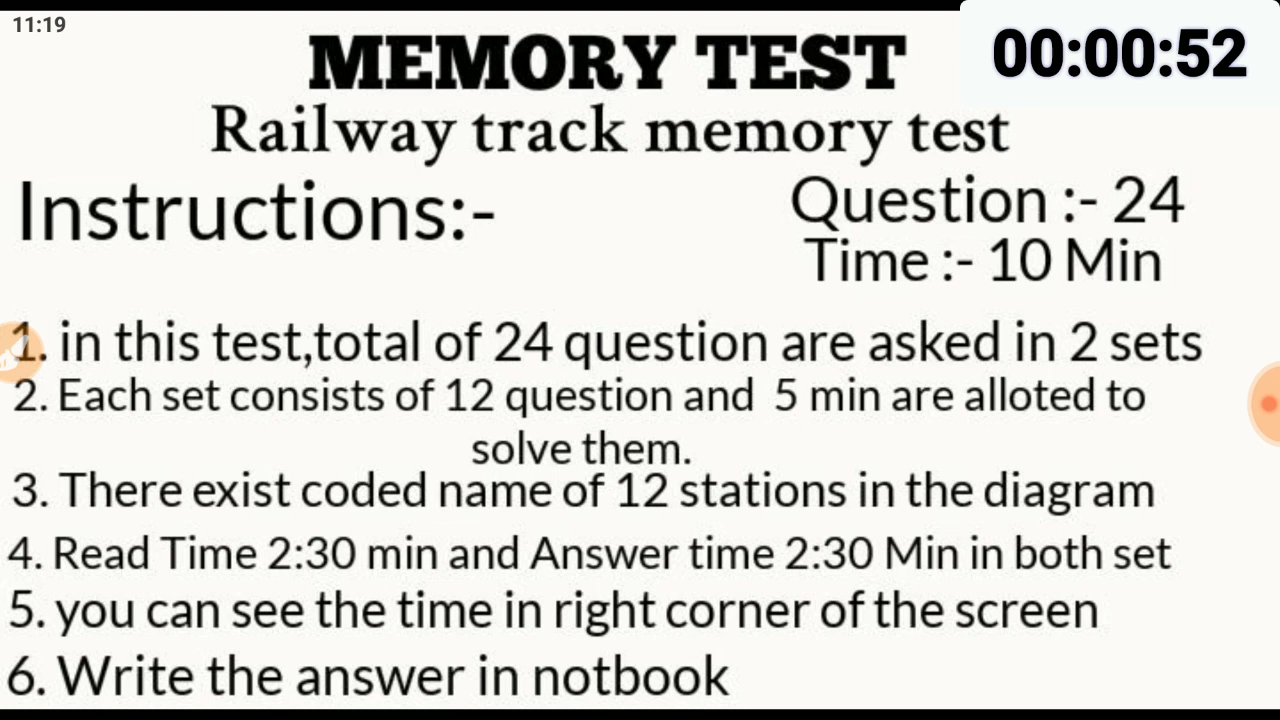 11:19
00:00:52
MEMORY TEST
Railway track memory test
Instructions:-
Question :- 24
Time :- 10 Min
1. in this test,total of 24 question are asked in 2 sets
2. Each set consists of 12 question and 5 min are alloted to
solve them.
3. There exist coded name of 12 stations in the diagram
4. Read Time 2:30 min and Answer time 2:30 Min in both set
5. you can see the time in right corner of the screen
6. Write the answer in notbook